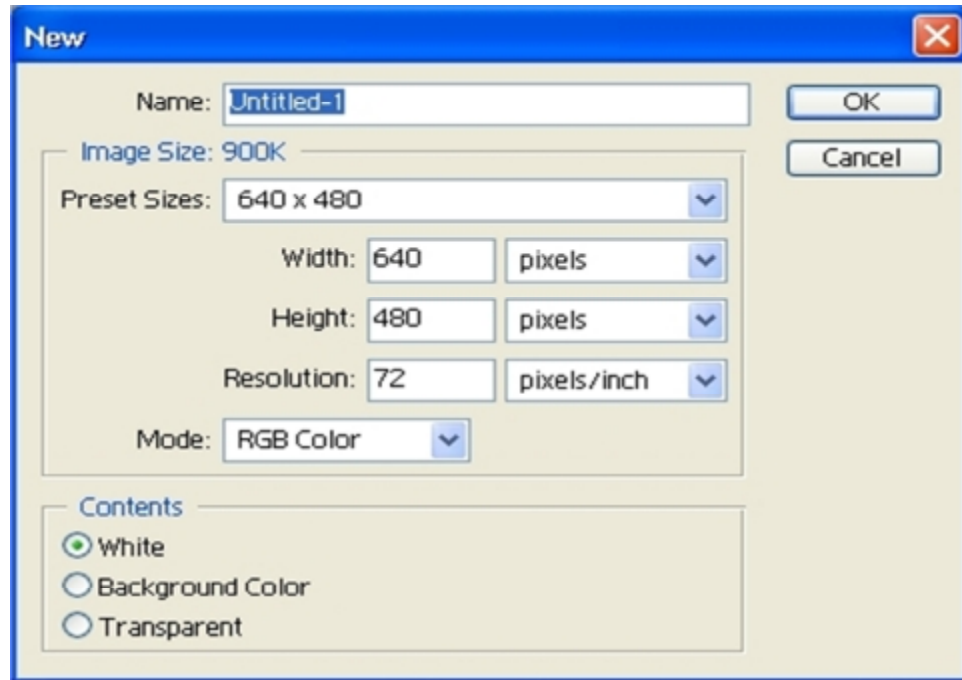 New
Name: Untitled-1
OK
Image Size: 900K
Cancel
Preset Sizes: 640 x 480
Width: 640 pixels
Height: 480 pixels
Resolution: 72 pixels/inch
Mode: RGB Color
Contents
White
Background Color
Transparent